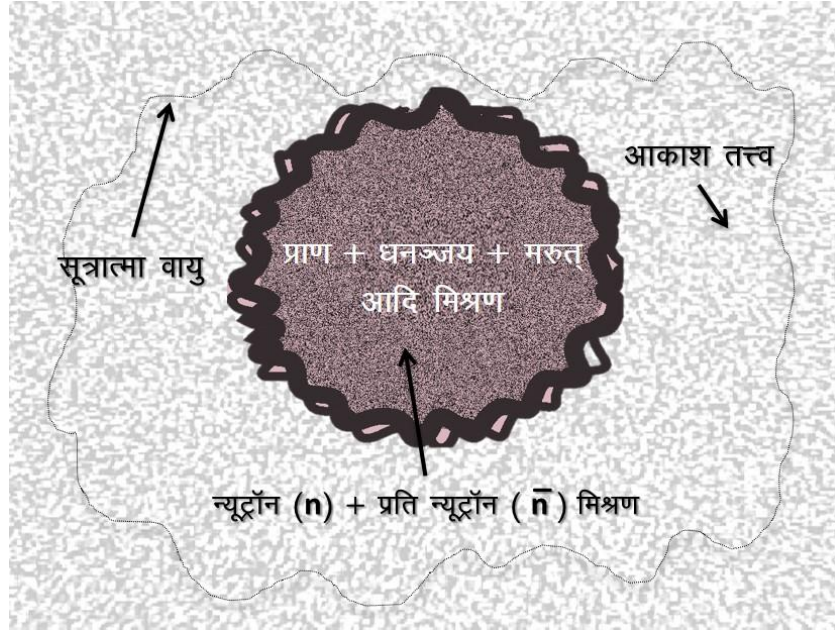 आकाश तत्त्व
सूत्रात्मा वायु
प्राण + धनञ्जय + मरुत्
आदि मिश्रण
न्यूट्रॉन (n) + प्रति न्यूट्रॉन ( n̅ ) मिश्रण